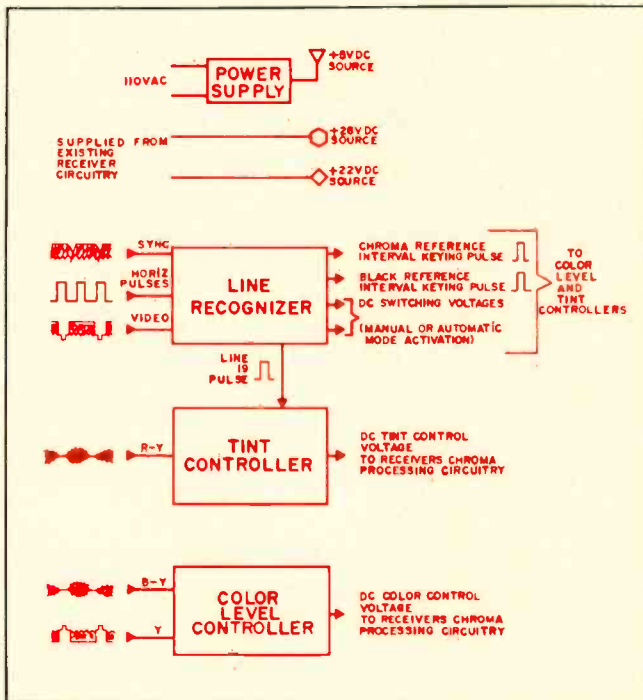 110VAC
POWER
SUPPLY
+8VDC
SOURCE
SUPPLIED FROM
EXISTING
RECEIVER
CIRCUITRY
+28VDC
SOURCE
+22VDC
SOURCE
SYNC
HORIZ
PULSES
VIDEO
LINE
RECOGNIZER
CHROMA REFERENCE
INTERVAL KEYING PULSE
BLACK REFERENCE
INTERVAL KEYING PULSE
DC SWITCHING VOLTAGES
(MANUAL OR AUTOMATIC
MODE ACTIVATION)
TO
COLOR
LEVEL
AND
TINT
CONTROLLERS
LINE
19
PULSE
R-Y
TINT
CONTROLLER
DC TINT CONTROL
VOLTAGE
TO RECEIVERS CHROMA
PROCESSING CIRCUITRY
B-Y
Y
COLOR
LEVEL
CONTROLLER
DC COLOR CONTROL
VOLTAGE
TO RECEIVERS CHROMA
PROCESSING CIRCUITRY